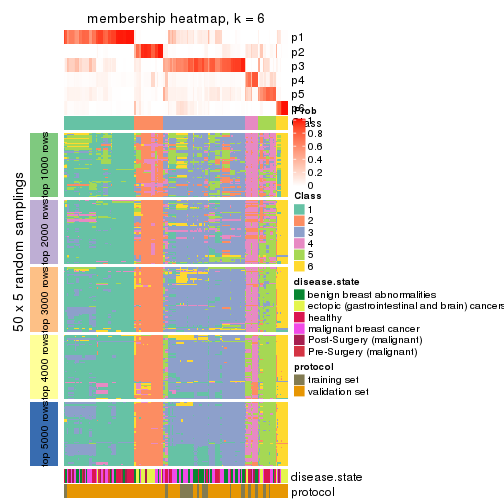 membership heatmap, k = 6
p1
p2
p3
p4
p5
p6
Prob
1
0.8
0.6
0.4
0.2
0
Class
Class
1
2
3
4
5
6
disease.state
benign breast abnormalities
ectopic (gastrointestinal and brain) cancers
healthy
malignant breast cancer
Post-Surgery (malignant)
Pre-Surgery (malignant)
protocol
training set
validation set
50 x 5 random samplings
top 1000 rows
top 2000 rows
top 3000 rows
top 4000 rows
top 5000 rows
disease.state
protocol